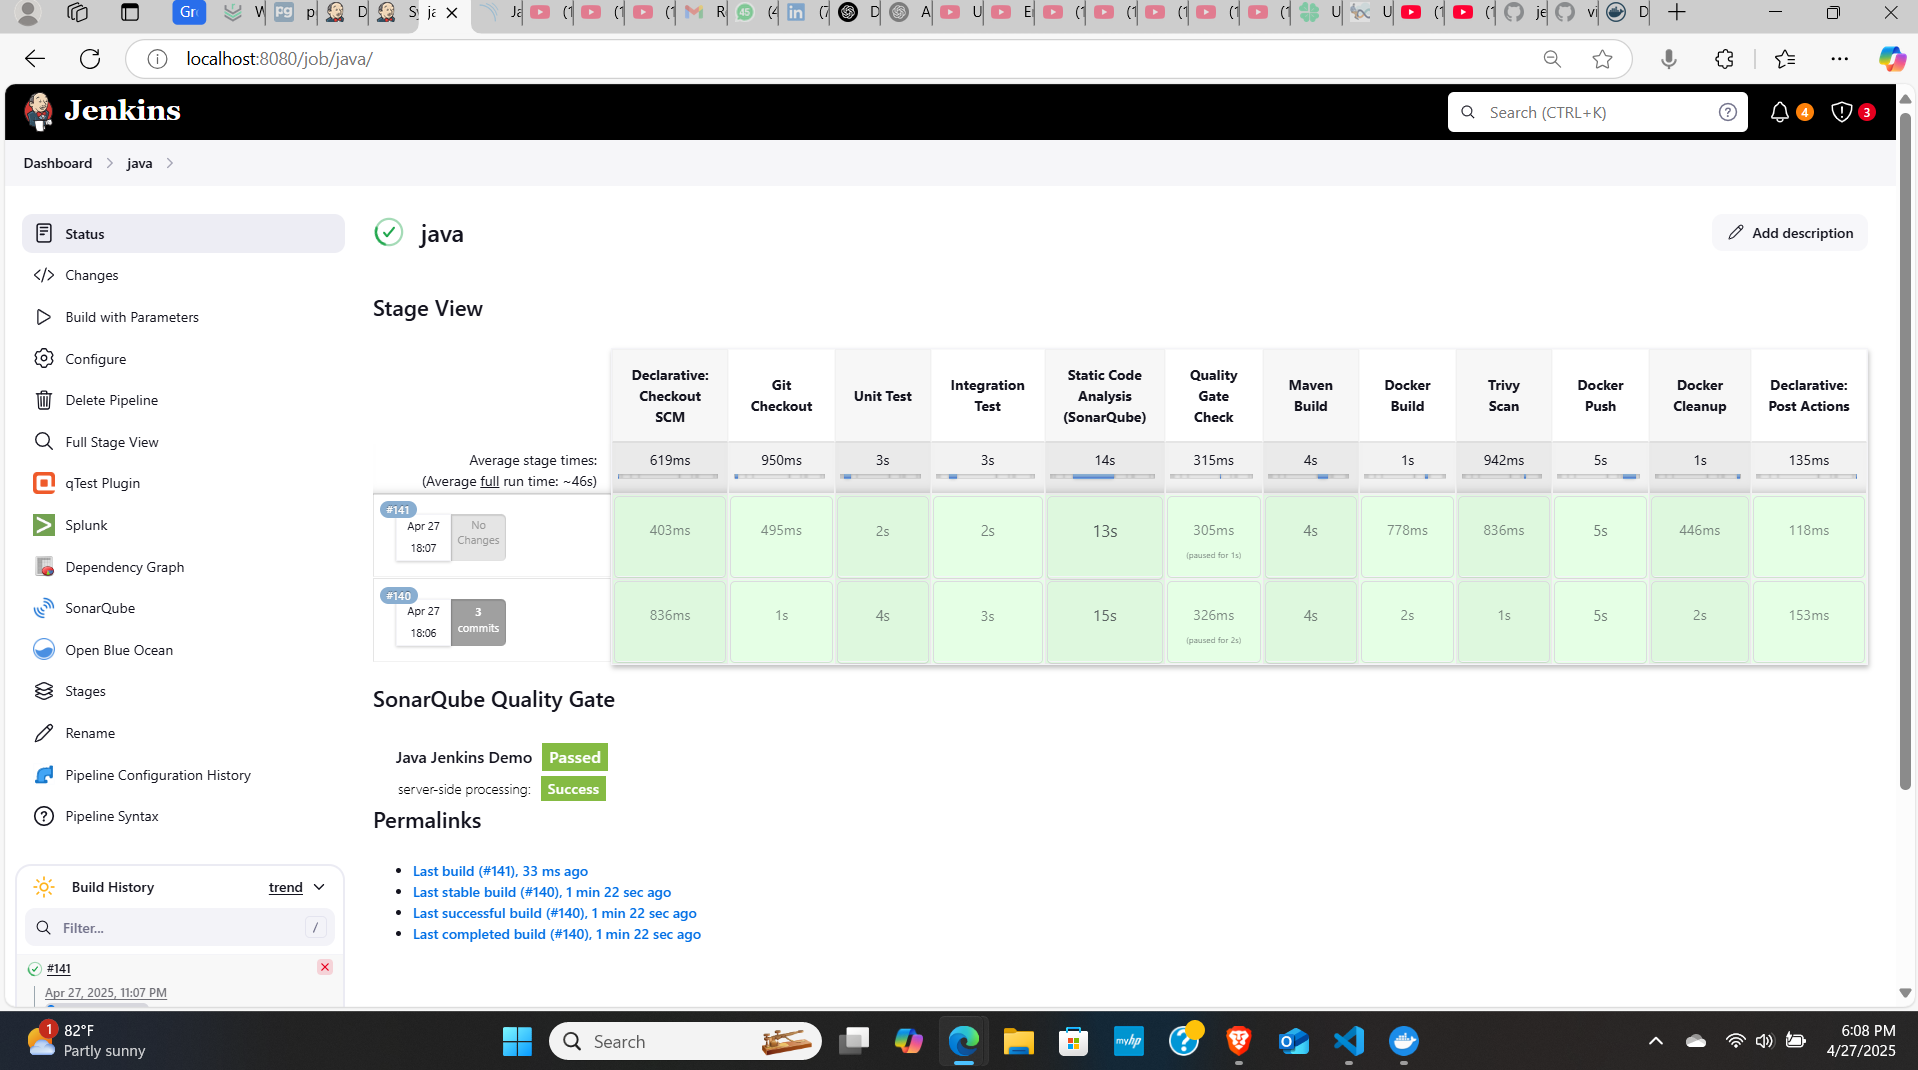 localhost:8080/job/java/
Jenkins
Search (CTRL+K)
4
3
Dashboard
java
Status
Changes
Build with Parameters
Configure
Delete Pipeline
Full Stage View
qTest Plugin
Splunk
Dependency Graph
SonarQube
Open Blue Ocean
Stages
Rename
Pipeline Configuration History
Pipeline Syntax
Build History
trend
Filter...
/
#141
Apr 27, 2025, 11:07 PM
java
Add description
Stage View
Declarative: Checkout SCM
Git Checkout
Unit Test
Integration Test
Static Code Analysis (SonarQube)
Quality Gate Check
Maven Build
Docker Build
Trivy Scan
Docker Push
Docker Cleanup
Declarative: Post Actions
Average stage times:
(Average full run time: ~46s)
619ms 950ms 3s 3s 14s 315ms 4s 1s 942ms 5s 1s 135ms
#141
Apr 27
18:07
No Changes
403ms 495ms 2s 2s 13s 305ms 4s 778ms 836ms 5s 446ms 118ms
(paused for 1s)
#140
Apr 27
18:06
3 commits
836ms 1s 4s 3s 15s 326ms 4s 2s 1s 5s 2s 153ms
(paused for 2s)
SonarQube Quality Gate
Java Jenkins Demo Passed
server-side processing: Success
Permalinks
Last build (#141), 33 ms ago
Last stable build (#140), 1 min 22 sec ago
Last successful build (#140), 1 min 22 sec ago
Last completed build (#140), 1 min 22 sec ago
1
82°F
Partly sunny
Search
myhp
6:08 PM
4/27/2025